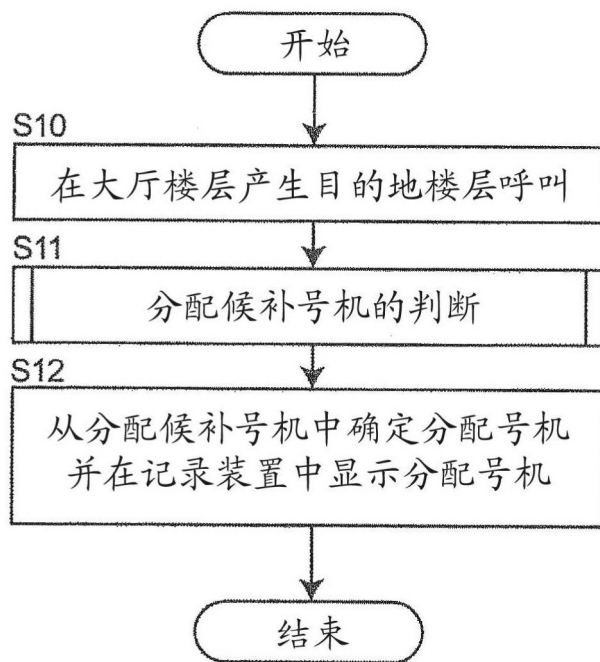 开始
S10
在大厅楼层产生目的地楼层呼叫
S11
分配候补号机的判断
S12
从分配候补号机中确定分配号机
并在记录装置中显示分配号机
结束